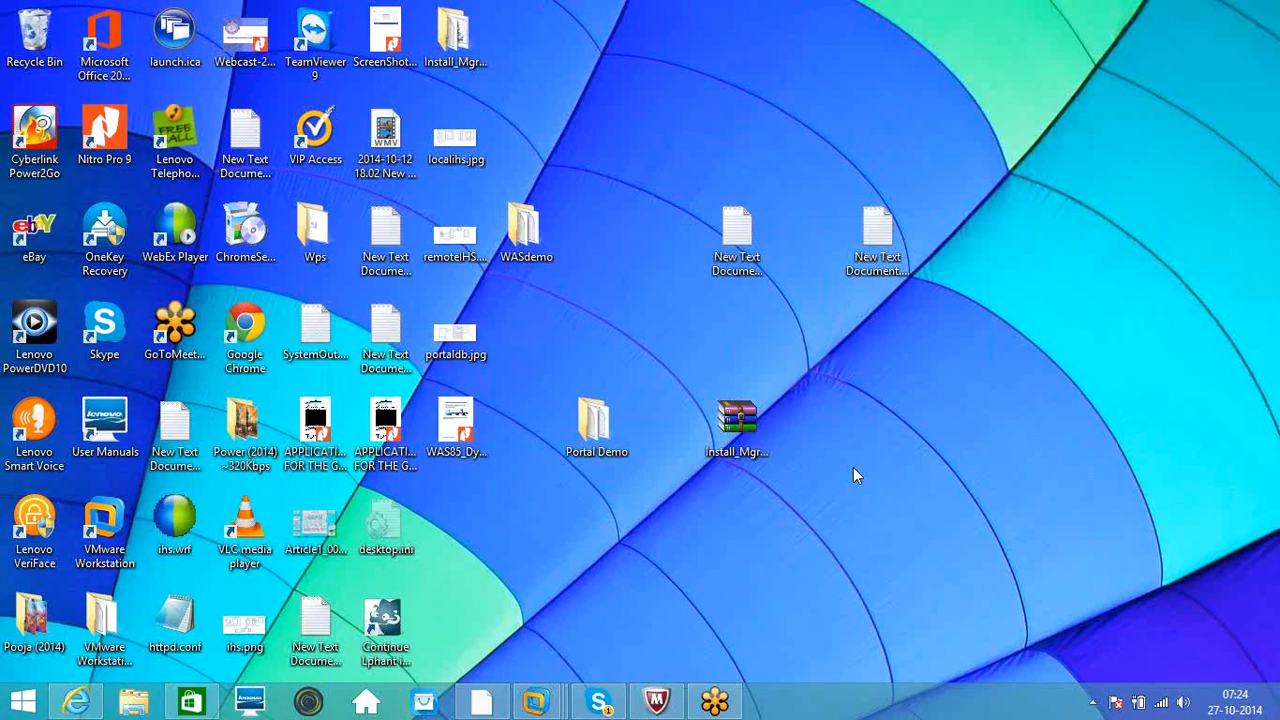 Recycle Bin
Microsoft
Office 20...
launch.ica
Webcast-2...
TeamViewer
9
ScreenShot...
Install_Mgr...
Cyberlink
Power2Go
Nitro Pro 9
FREE
CALL
Lenovo
Telepho...
New Text
Docume...
VIP Access
WMV
2014-10-12
18.02 New ...
localihs.jpg
ebY
eBay
OneKey
Recovery
WebEx Player
ChromeSe...
Wps
New Text
Docume...
remoteIHS....
WASdemo
New Text
Docume...
New Text
Document....
Lenovo
PowerDVD10
Skype
GoToMeet...
Google
Chrome
SystemOut....
New Text
Docume...
portaldb.jpg
Lenovo
Smart Voice
lenovo
User Manuals
New Text
Docume...
Power (2014)
~320Kbps
APPLICATI...
FOR THE G...
APPLICATI...
FOR THE G...
WAS85_Dy...
Portal Demo
Install_Mgr...
Lenovo
VeriFace
VMware
Workstation
ihs.wrf
VLC media
player
Article1_00...
desktop.ini
Pooja (2014)
VMware
Workstati...
httpd.conf
ihs.png
New Text
Docume...
Continue
Lphant i...
1
07:24
27-10-2014